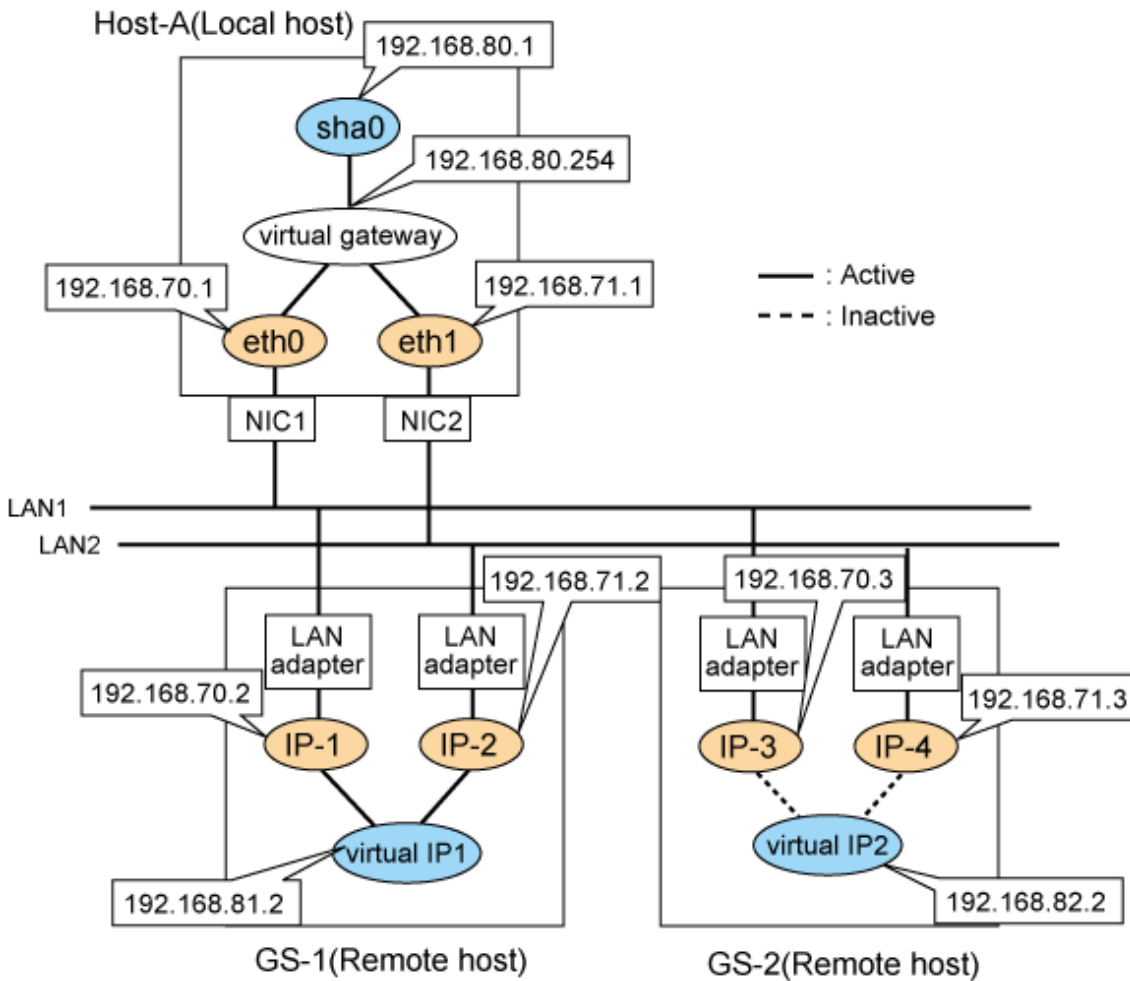 Host-A(Local host)
192.168.80.1
sha0
192.168.80.254
virtual gateway
192.168.70.1
192.168.71.1
eth0
eth1
: Active
: Inactive
NIC1
NIC2
LAN1
LAN2
192.168.71.2
192.168.70.3
LAN
adapter
LAN
adapter
LAN
adapter
LAN
adapter
192.168.70.2
192.168.71.3
IP-1
IP-2
IP-3
IP-4
virtual IP1
virtual IP2
192.168.81.2
192.168.82.2
GS-1(Remote host)
GS-2(Remote host)